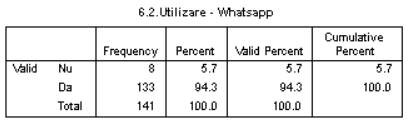 6.2.Utilizare - Whatsapp
Frequency Percent Valid Percent Cumulative Percent
Valid Nu 8 5.7 5.7 5.7
Da 133 94.3 94.3 100.0
Total 141 100.0 100.0